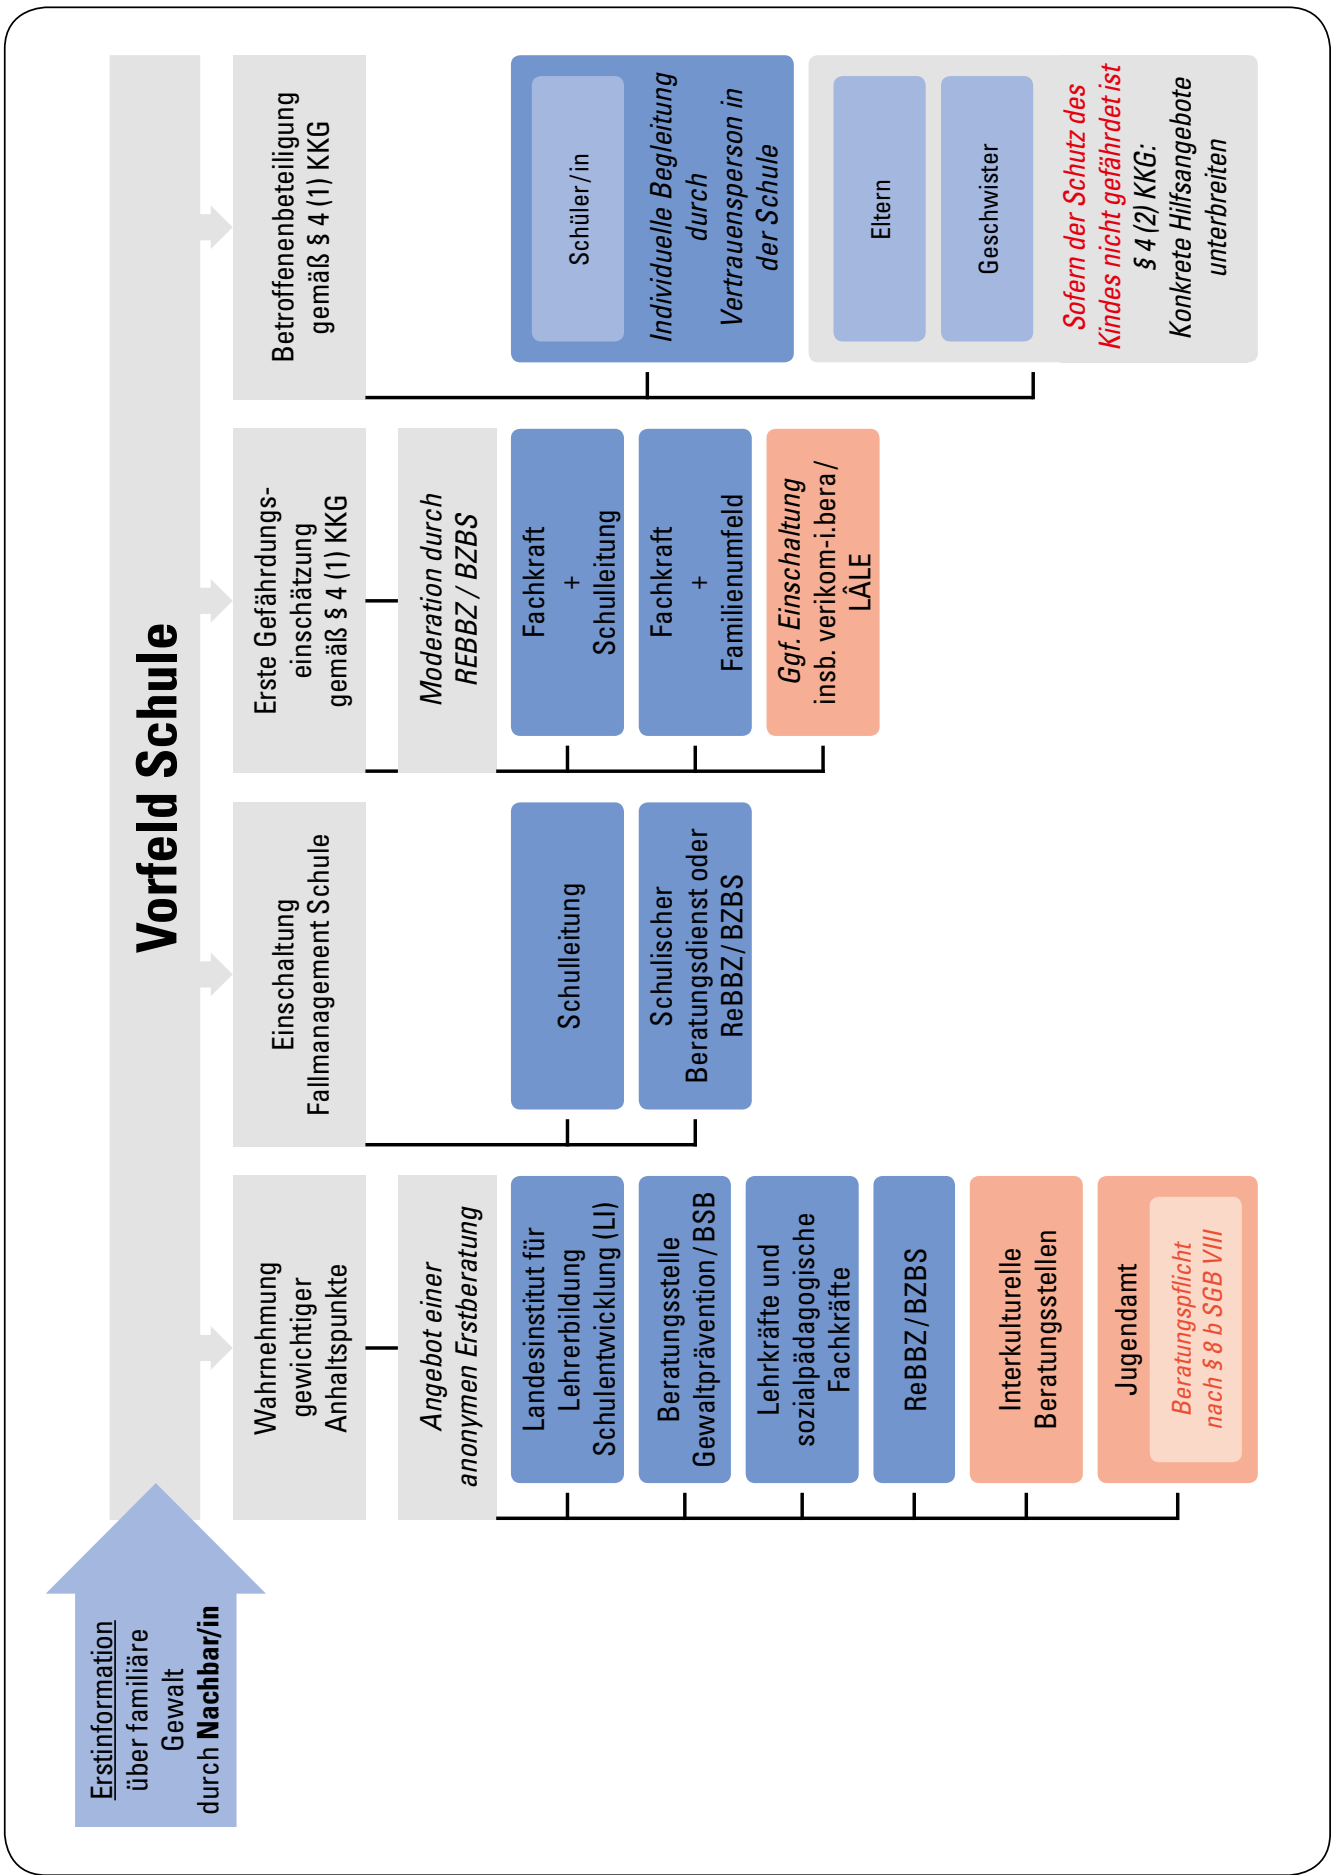 Erstinformation
über familiäre
Gewalt
durch Nachbar/in
Vorfeld Schule
Wahrnehmung
gewichtiger
Anhaltspunkte
Angebot einer
anonymen Erstberatung
Landesinstitut für
Lehrerbildung
Schulentwicklung (LI)
Beratungsstelle
Gewaltprävention / BSB
Lehrkräfte und
sozialpädagogische
Fachkräfte
ReBBZ / BZBS
Interkulturelle
Beratungsstellen
Jugendamt
Beratungspflicht
nach § 8 b SGB VIII
Einschaltung
Fallmanagement Schule
Schulleitung
Schulischer
Beratungsdienst oder
ReBBZ / BZBS
Erste Gefährdungs-
einschätzung
gemäß § 4 (1) KKG
Moderation durch
REBBZ / BZBS
Fachkraft
+
Schulleitung
Fachkraft
+
Familienumfeld
Ggf. Einschaltung
insb. verikom-i.bera /
LÂLE
Betroffenenbeteiligung
gemäß § 4 (1) KKG
Schüler / in
Individuelle Begleitung
durch
Vertrauensperson in
der Schule
Eltern
Geschwister
Sofern der Schutz des
Kindes nicht gefährdet ist
§ 4 (2) KKG:
Konkrete Hilfsangebote
unterbreiten